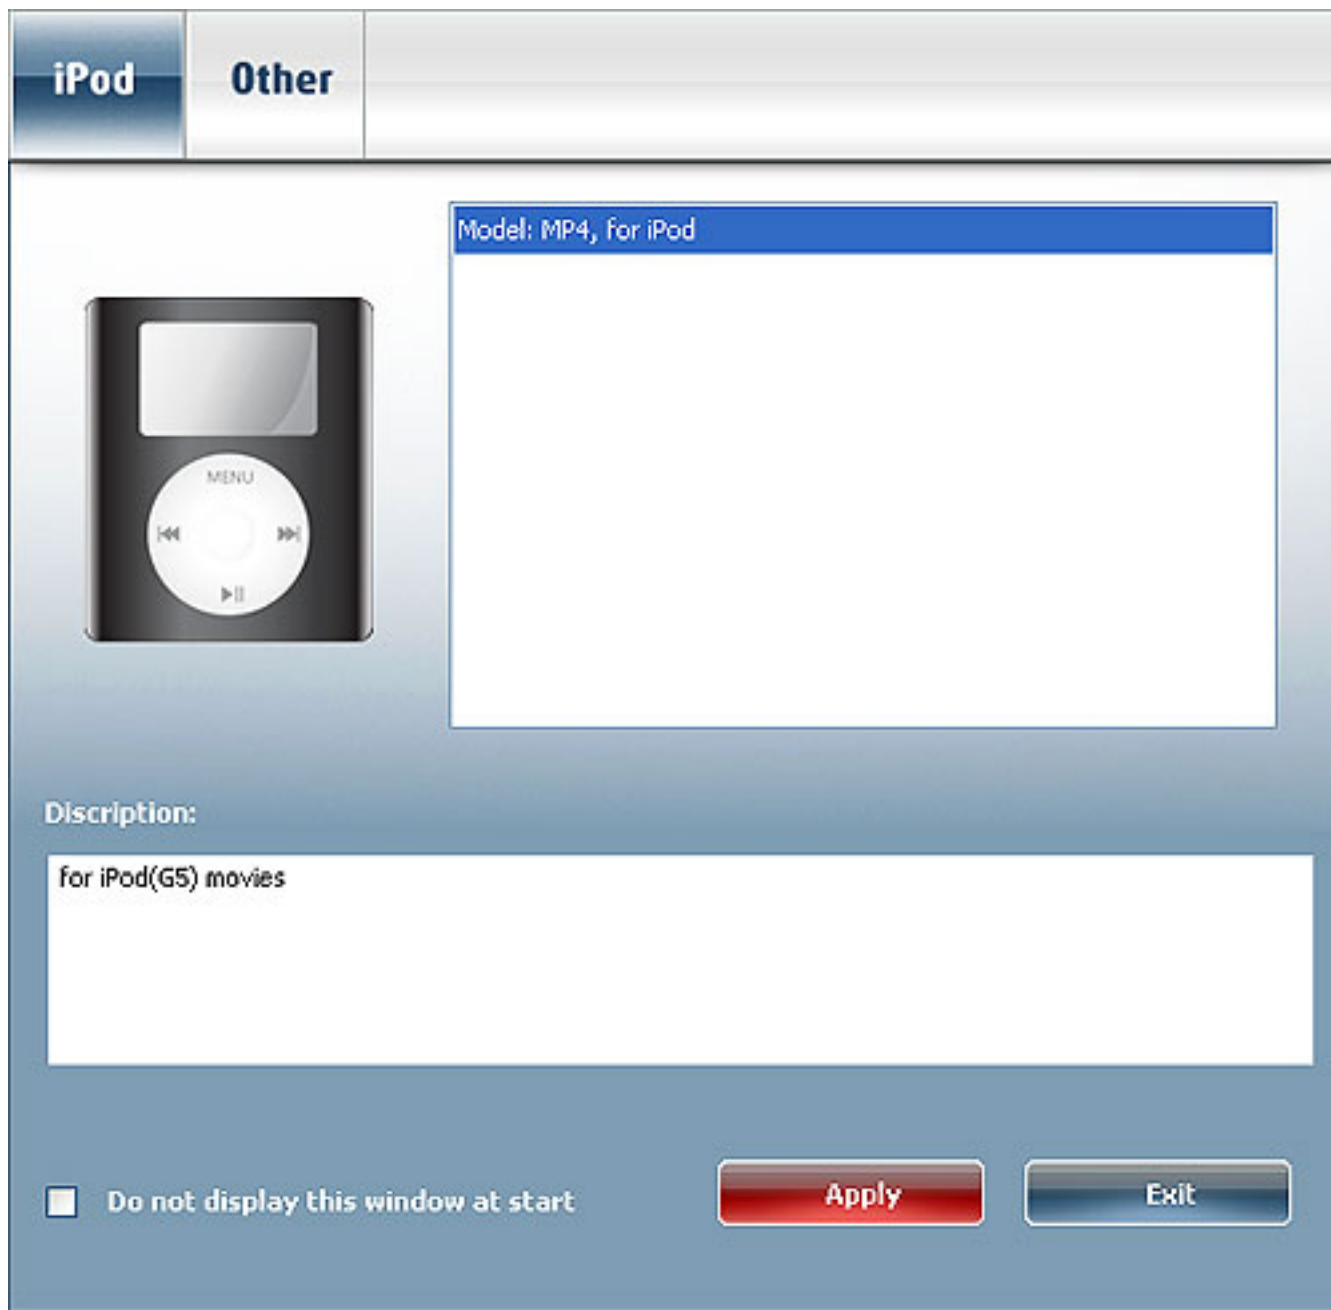 iPod
Other
Model: MP4, for iPod
MENU
Discription:
for iPod(G5) movies
Do not display this window at start
Apply
Exit